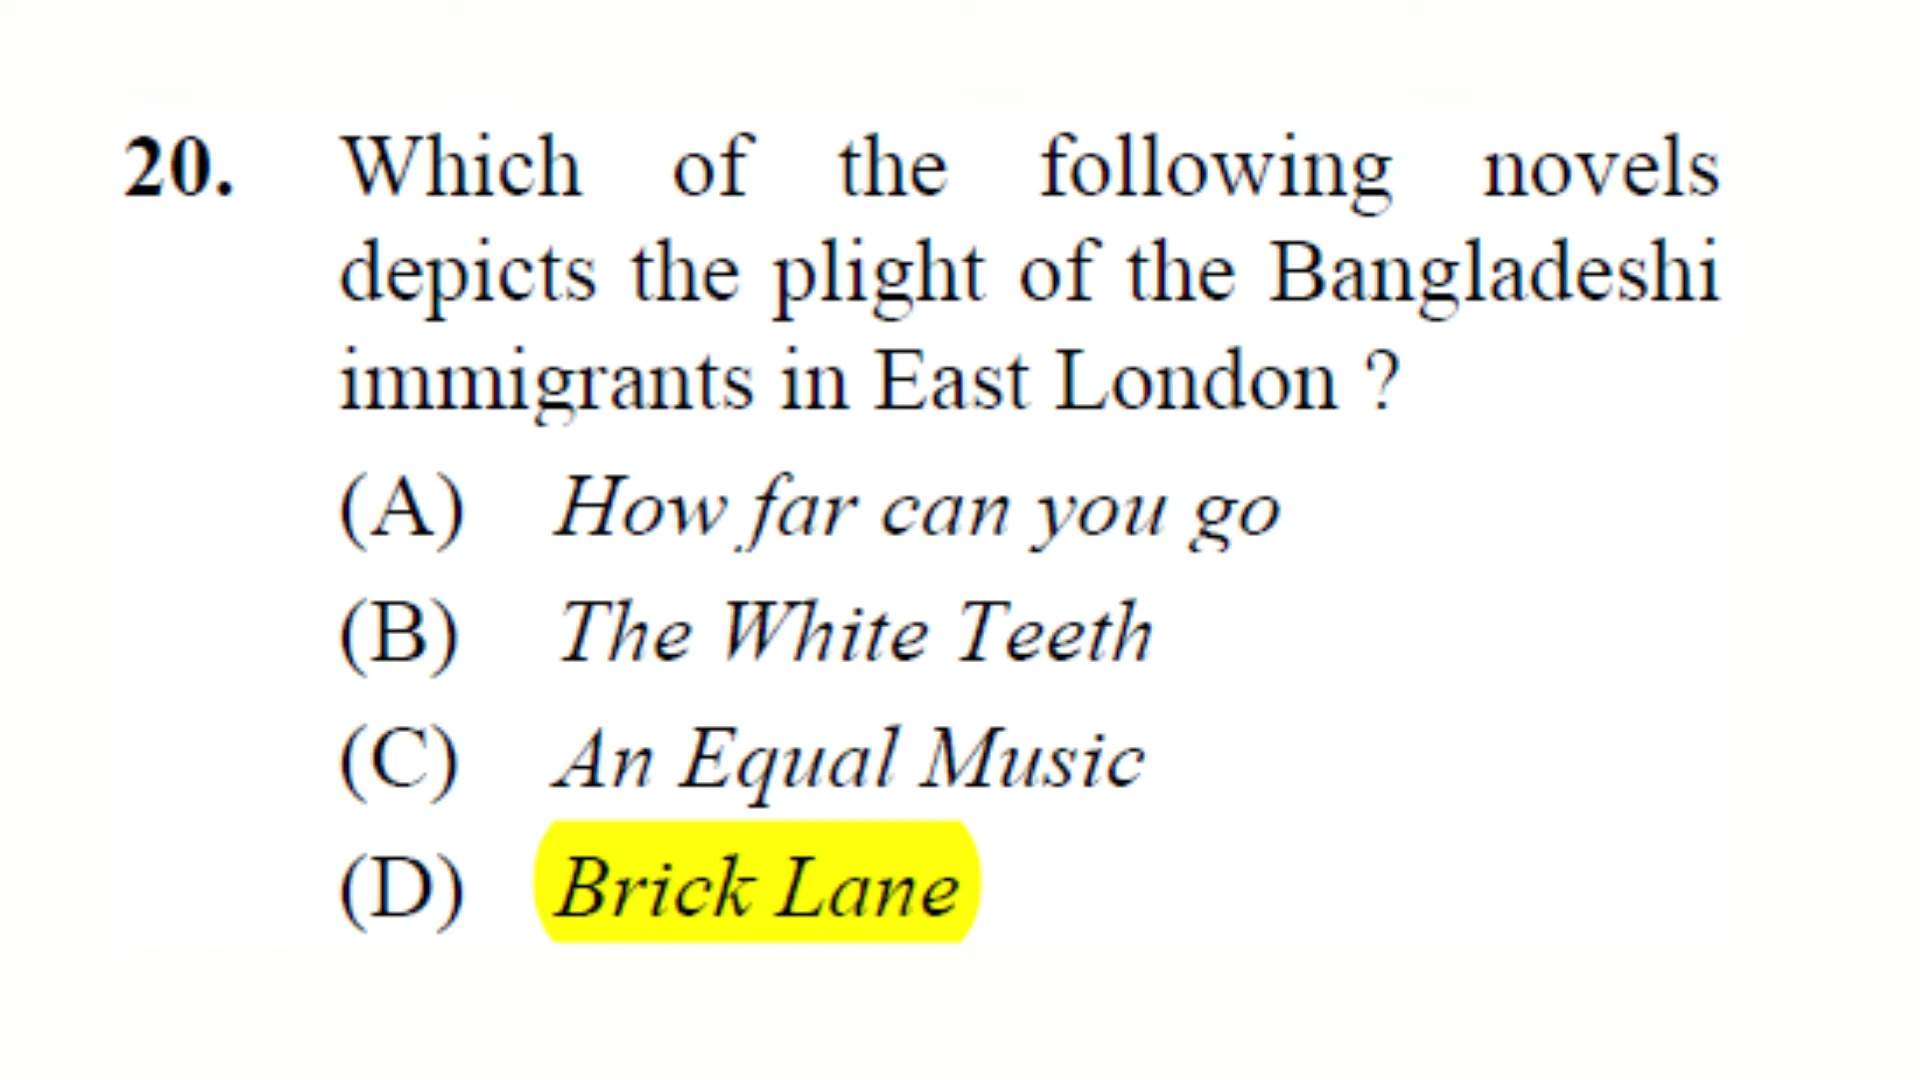 20. Which of the following novels
depicts the plight of the Bangladeshi
immigrants in East London ?
(A) How far can you go
(B) The White Teeth
(C) An Equal Music
(D) Brick Lane